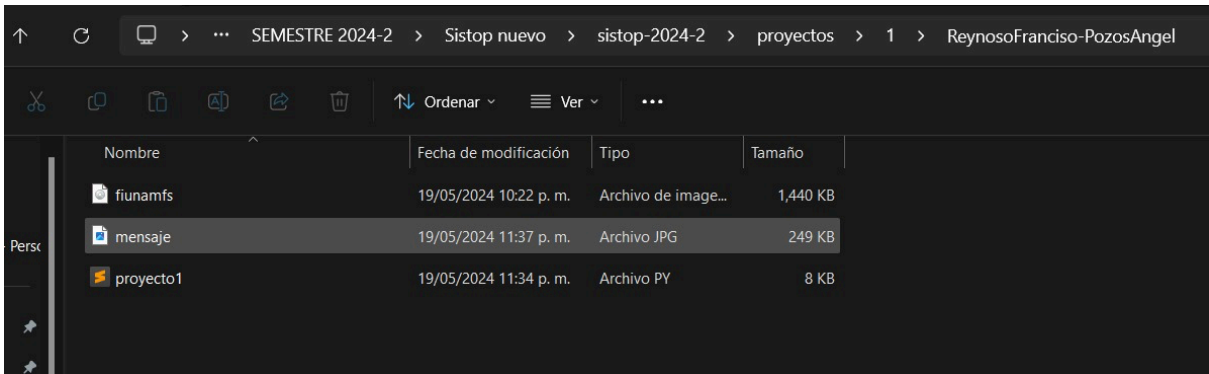 SEMESTRE 2024-2 > Sistop nuevo > sistop-2024-2 > proyectos > 1 > ReynosoFranciso-PozosAngel
Ordenar Ver
Nombre Fecha de modificación Tipo Tamaño
fiunamfs 19/05/2024 10:22 p. m. Archivo de image... 1,440 KB
mensaje 19/05/2024 11:37 p. m. Archivo JPG 249 KB
Persc
proyecto1 19/05/2024 11:34 p. m. Archivo PY 8 KB